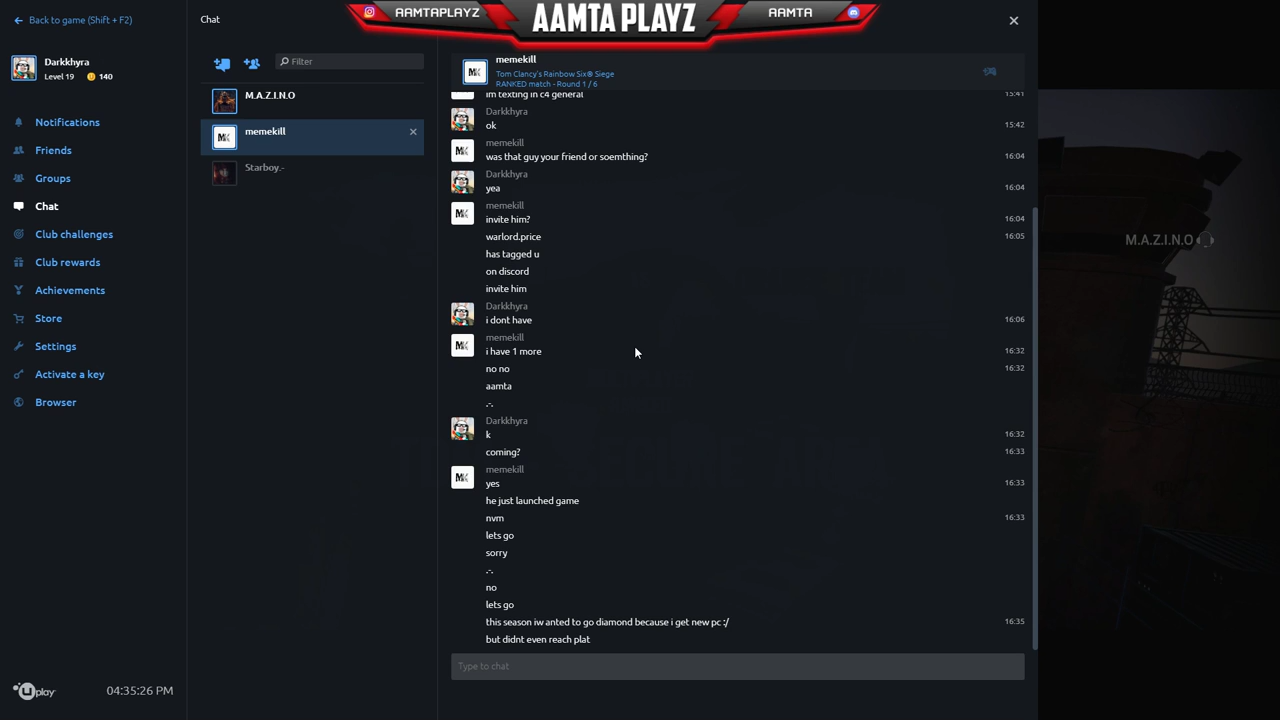 Back to game (Shift + F2)
Chat
AAMTAPLAYZ
AAMTA PLAYZ
AAMTA
Darkkhyra
Level 19
140
Notifications
Friends
Groups
Chat
Club challenges
Club rewards
Achievements
Store
Settings
Activate a key
Browser
Uplay
04:35:26 PM
Filter
M.A.Z.I.N.O
memekill
Starboy.-
MK
memekill
Tom Clancy's Rainbow Six® Siege
RANKED match - Round 1 / 6
im texting in c4 general 15:41
Darkkhyra
ok 15:42
memekill
was that guy your friend or soemthing? 16:04
Darkkhyra
yea 16:04
memekill
invite him? 16:04
warlord.price 16:05
has tagged u
on discord
invite him
Darkkhyra
i dont have 16:06
memekill
i have 1 more 16:32
no no 16:32
aamta
.-.
Darkkhyra
k 16:32
coming? 16:33
memekill
yes 16:33
he just launched game
nvm 16:33
lets go
sorry
.-.
no
lets go
this season iw anted to go diamond because i get new pc :/ 16:35
but didnt even reach plat
Type to chat
M.A.Z.I.N.O